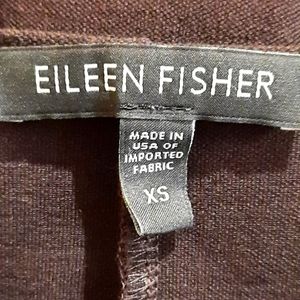 EILEEN FISHER
MADE IN
USA OF
IMPORTED
FABRIC
XS